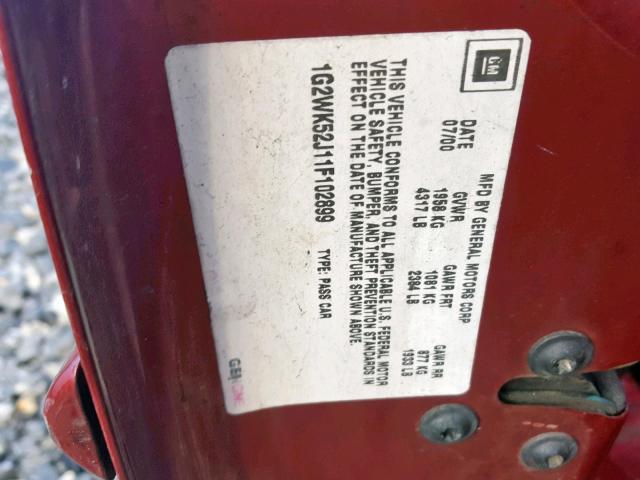 GM
MFD BY GENERAL MOTORS CORP
DATE GVWR GAWR FRT GAWR RR
07/00 1958 KG 1081 KG 877 KG
4317 LB 2384 LB 1933 LB
THIS VEHICLE CONFORMS TO ALL APPLICABLE U.S. FEDERAL MOTOR
VEHICLE SAFETY, BUMPER, AND THEFT PREVENTION STANDARDS IN
EFFECT ON THE DATE OF MANUFACTURE SHOWN ABOVE.
1G2WK52J11F102899 TYPE: PASS CAR